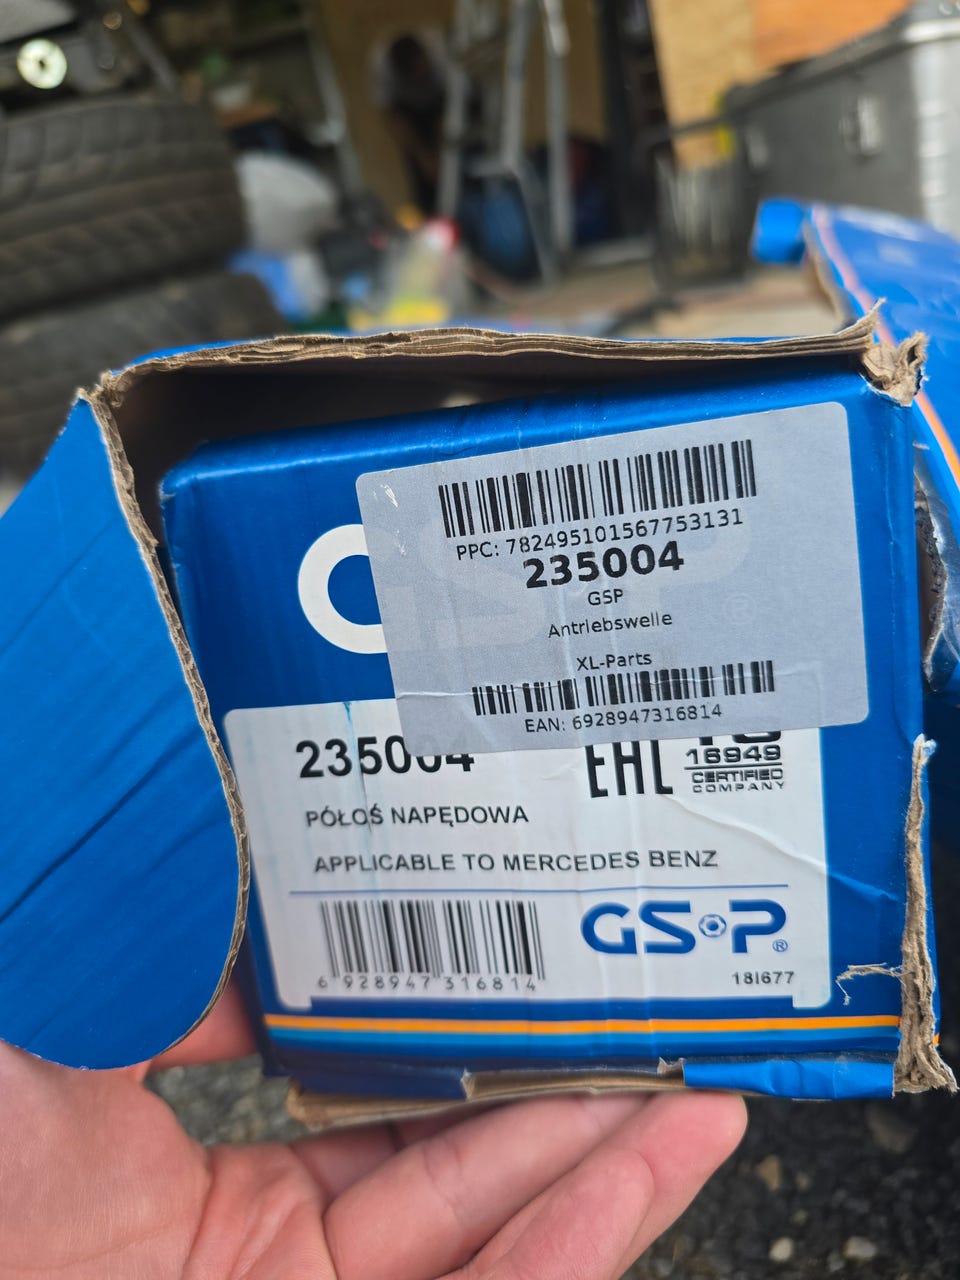 PPC: 782495101567753131
235004
GSP
Antriebswelle
XL-Parts
EAN: 6928947316814
235004
EAC
16949
CERTIFIED
COMPANY
PÓŁOŚ NAPĘDOWA
APPLICABLE TO MERCEDES BENZ
6 928947 316814
GSP®
18I677